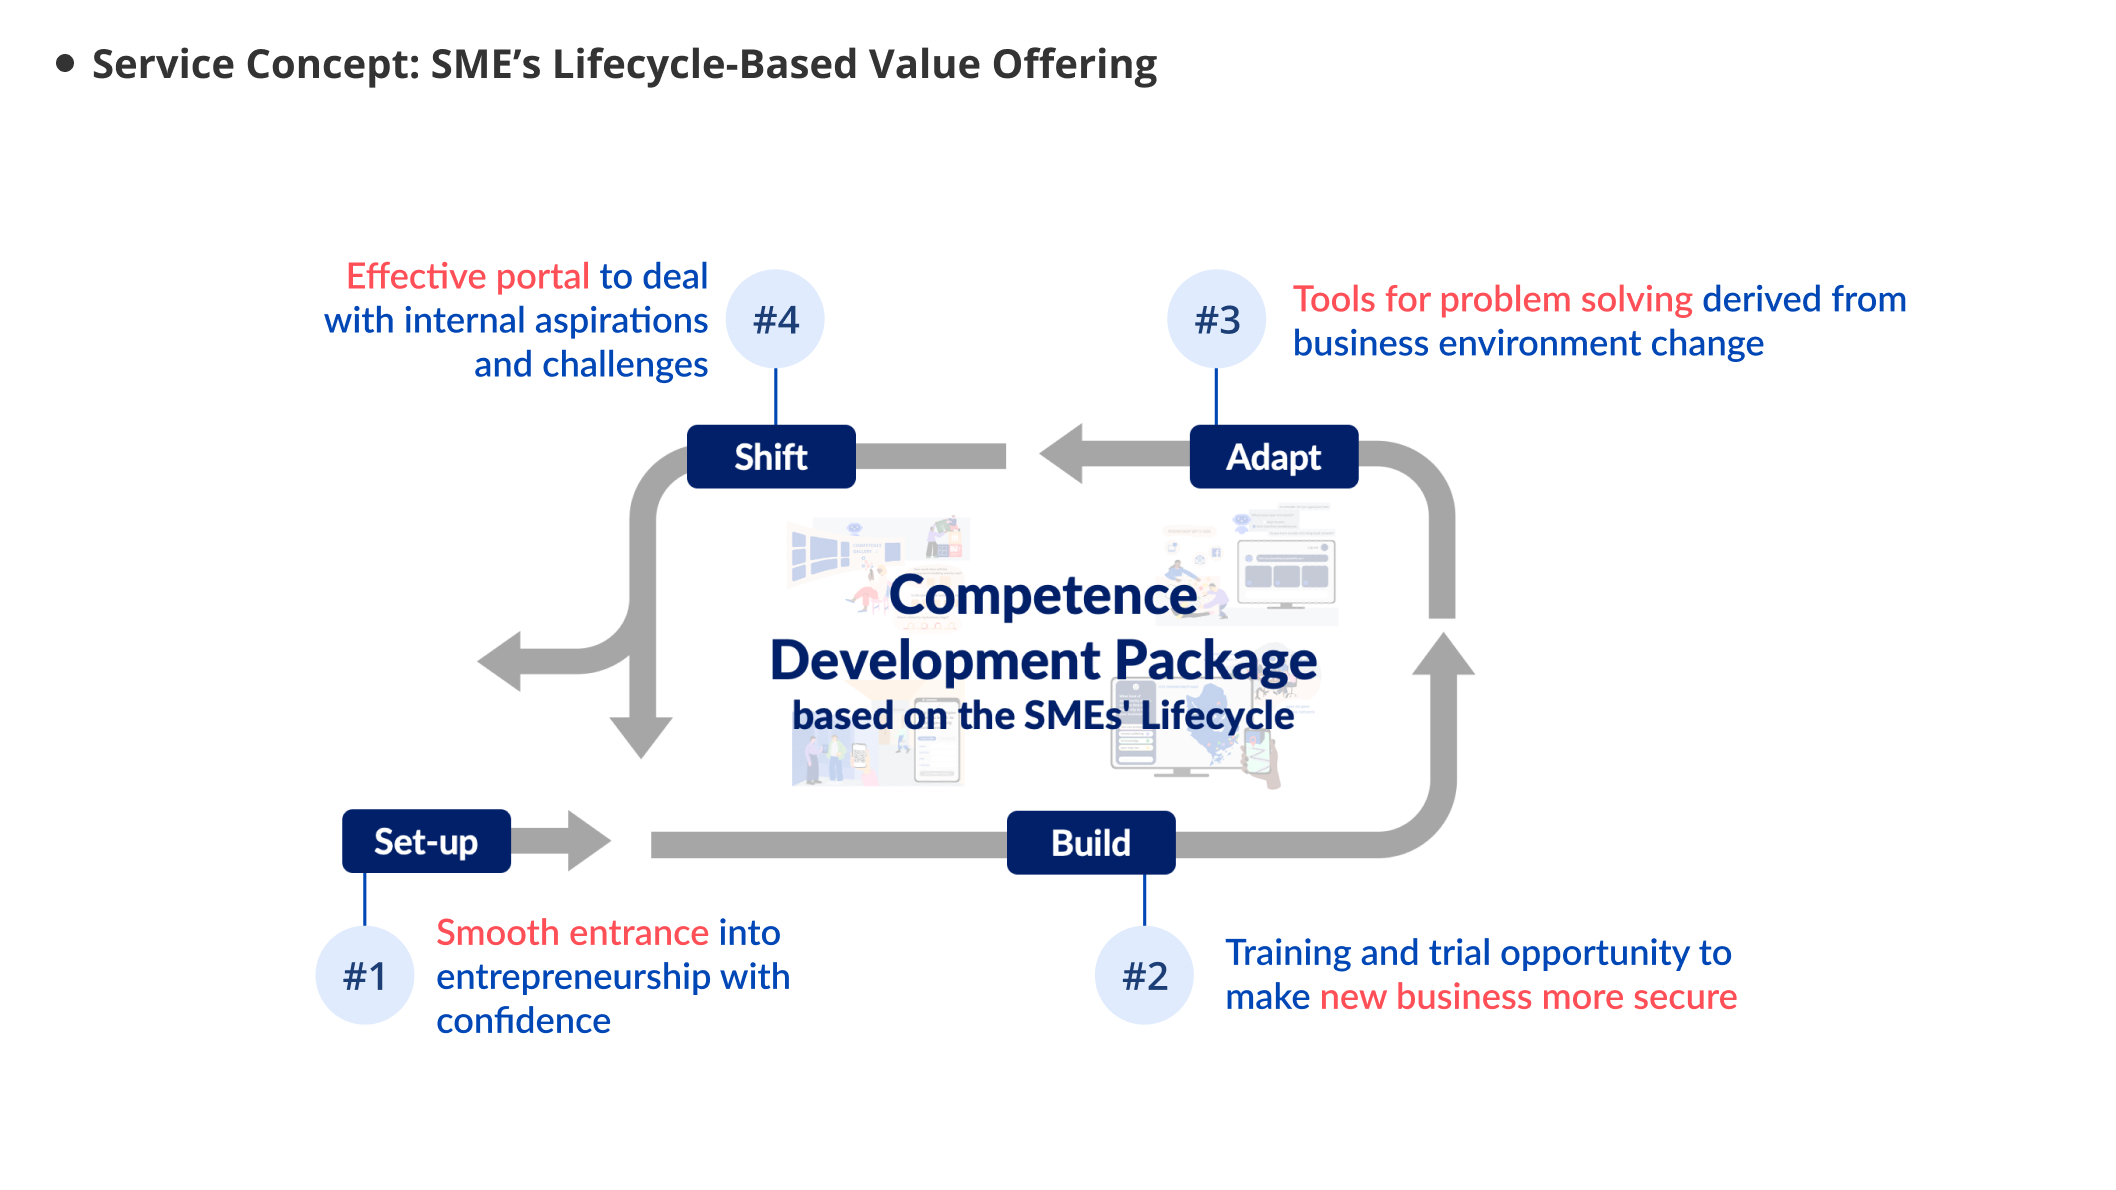 • Service Concept: SME’s Lifecycle-Based Value Offering
Effective portal to deal
with internal aspirations
and challenges
#4
#3
Tools for problem solving derived from
business environment change
Shift
Adapt
Competence
Development Package
based on the SMEs' Lifecycle
Set-up
Build
#1
Smooth entrance into
entrepreneurship with
confidence
#2
Training and trial opportunity to
make new business more secure